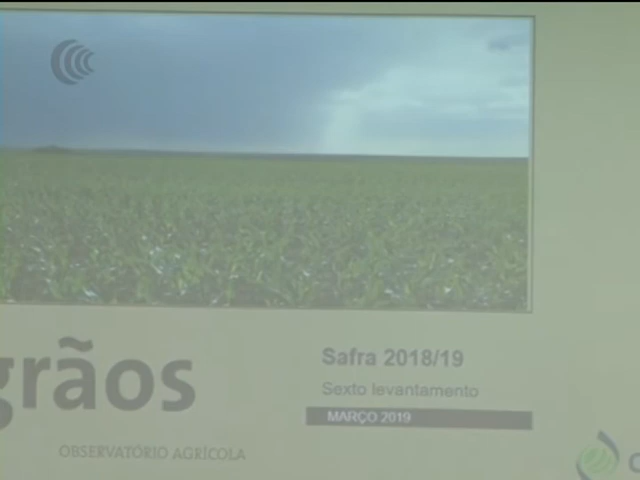 grãos
Safra 2018/19
Sexto levantamento
MARÇO 2019
OBSERVATÓRIO AGRÍCOLA